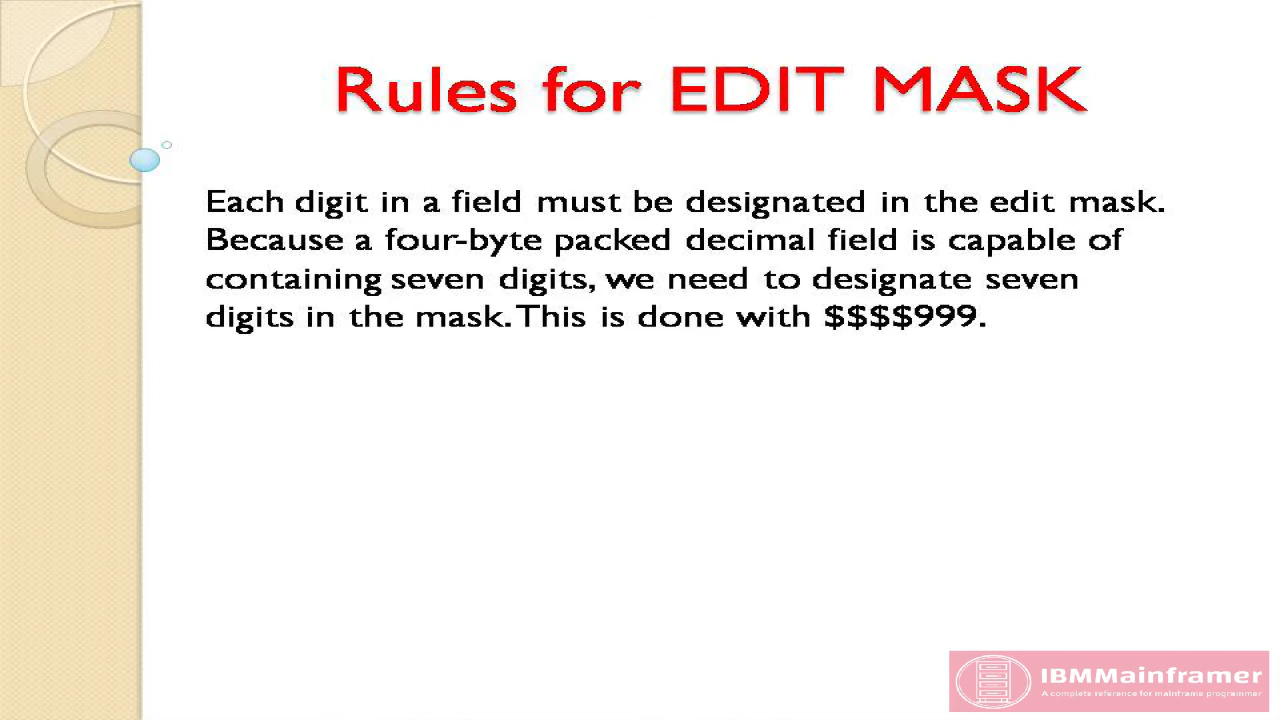 Rules for EDIT MASK
Each digit in a field must be designated in the edit mask.
Because a four-byte packed decimal field is capable of
containing seven digits, we need to designate seven
digits in the mask. This is done with $$$$999.
IBMMainframer
A complete reference for mainframe programmer